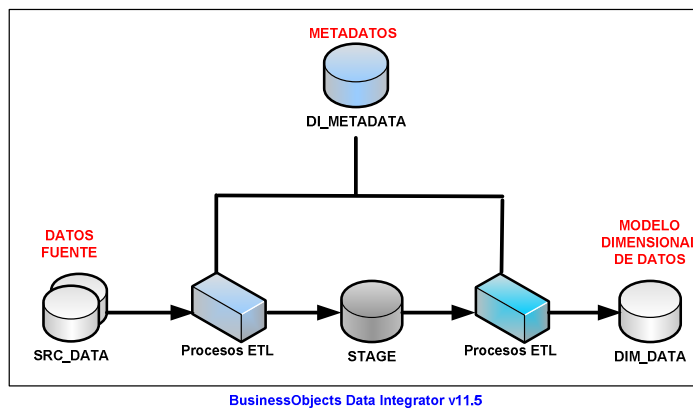 METADATOS
DI_METADATA
DATOS
FUENTE
MODELO
DIMENSIONAL
DE DATOS
SRC_DATA
Procesos ETL
STAGE
Procesos ETL
DIM_DATA
BusinessObjects Data Integrator v11.5